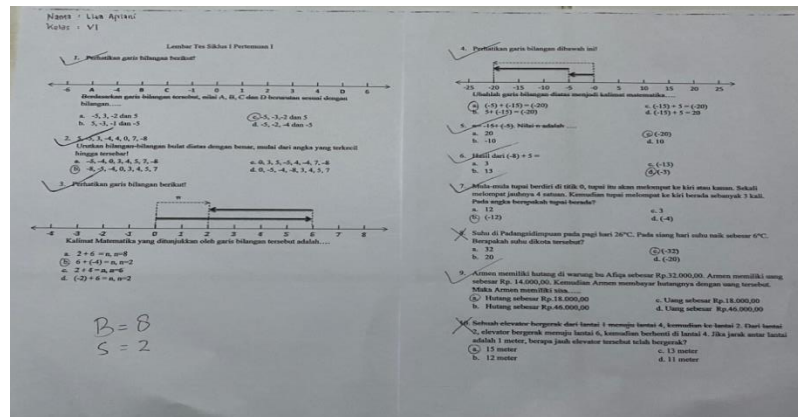 Nama : Lisa Apiani
Kelas : VI
Lembar Tes Siklus I Pertemuan I
1. Perhatikan garis bilangan berikut!
-6 A -4 B C -1 0 1 2 3 4 D 6
Berdasarkan garis bilangan tersebut, nilai A, B, C dan D berurutan sesuai dengan
bilangan.....
a. -5, 3, -2 dan 5
b. 5, -3, -1 dan -5
c. -5, -3, -2 dan 5
d. -5, -2, -4 dan -5
2. 5, -5, 3, -4, 4, 0, 7, -8
Urutkan bilangan-bilangan bulat diatas dengan benar, mulai dari angka yang terkecil
hingga terbesar!
a. -5, -4, 0, 3, 4, 5, 7, -8
b. -8, -5, -4, 0, 3, 4, 5, 7
c. 0, 3, 5, -5, 4, -4, 7, -8
d. 0, -5, -4, -8, 3, 4, 5, 7
3. Perhatikan garis bilangan berikut!
n
-4 -3 -2 -1 0 1 2 3 4 5 6 7 8
Kalimat Matematika yang ditunjukkan oleh garis bilangan tersebut adalah....
a. 2 + 6 = n, n=8
b. 6 + (-4) = n, n=2
c. 2 + 4 = n, n=6
d. (-2) + 6 = n, n=2
B = 8
S = 2
4. Perhatikan garis bilangan dibawah ini!
-25 -20 -15 -10 -5 -0 5 10 15 20 25
Ubahlah garis bilangan diatas menjadi kalimat matematika.....
a. (-5) + (-15) = (-20)
b. 5+ (-15) = (-20)
c. (-15) + 5 = (-20)
d. (-15) + 5 = 20
5. n= -15+ (-5). Nilai n adalah .....
a. 20
b. -10
c. (-20)
d. 10
6. Hasil dari (-8) + 5 =
a. 3
b. 13
c. (-13)
d. (-3)
7. Mula-mula tupai berdiri di titik 0, tupai itu akan melompat ke kiri atau kanan. Sekali
melompat jauhnya 4 satuan. Kemudian tupai melompat ke kiri berada sebanyak 3 kali.
Pada angka berapakah tupai berada?
a. 12
b. (-12)
c. 3
d. (-4)
8. Suhu di Padangsidimpuan pada pagi hari 26°C. Pada siang hari suhu naik sebesar 6°C.
Berapakah suhu dikota tersebut?
a. 32
b. 20
c. (-32)
d. (-20)
9. Armen memiliki hutang di warung bu Afiqa sebesar Rp.32.000,00. Armen memiliki uang
sebesar Rp. 14.000,00. Kemudian Armen membayar hutangnya dengan uang tersebut.
Maka Armen memiliki sisa.....
a. Hutang sebesar Rp.18.000,00
b. Hutang sebesar Rp.46.000,00
c. Uang sebesar Rp.18.000,00
d. Uang sebesar Rp.46.000,00
10. Sebuah elevator bergerak dari lantai 1 menuju lantai 4, kemudian ke lantai 2. Dari lantai
2, elevator bergerak menuju lantai 6, kemudian berhenti di lantai 4. Jika jarak antar lantai
adalah 1 meter, berapa jauh elevator tersebut telah bergerak?
a. 15 meter
b. 12 meter
c. 13 meter
d. 11 meter